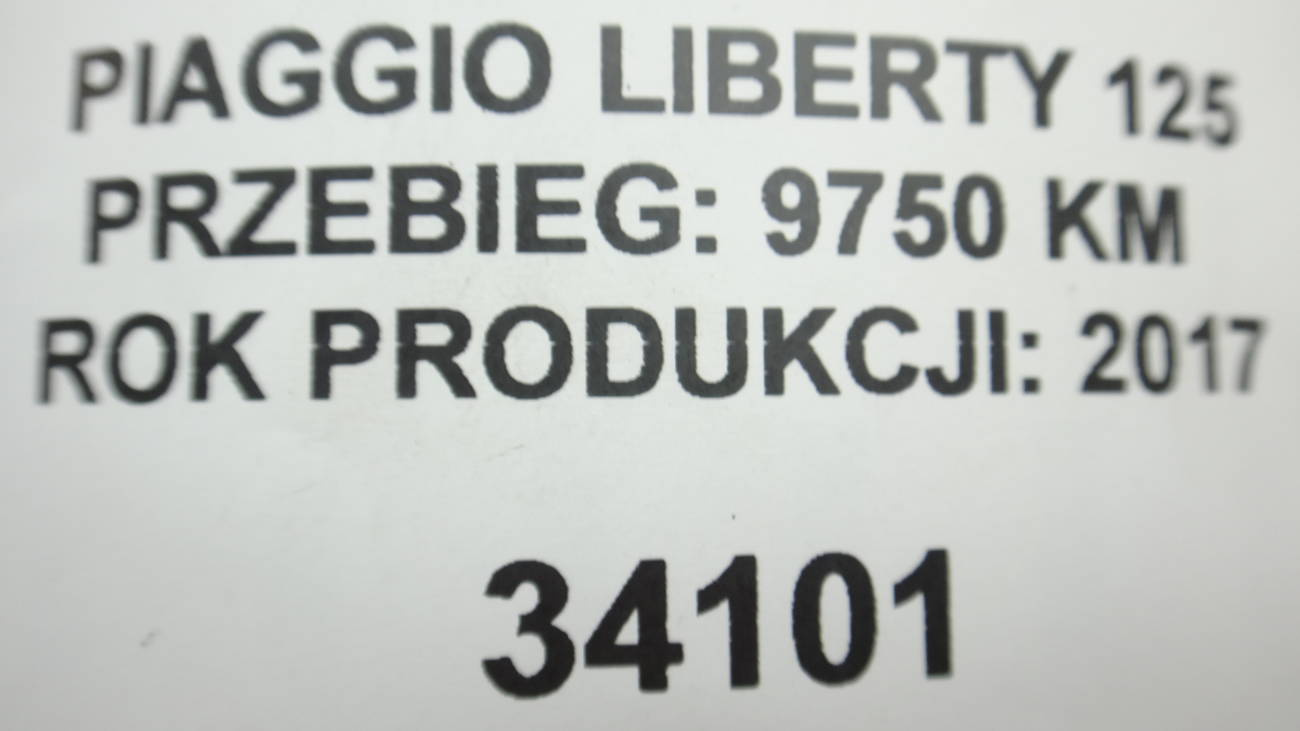 PIAGGIO LIBERTY 125
PRZEBIEG: 9750 KM
ROK PRODUKCJI: 2017
34101